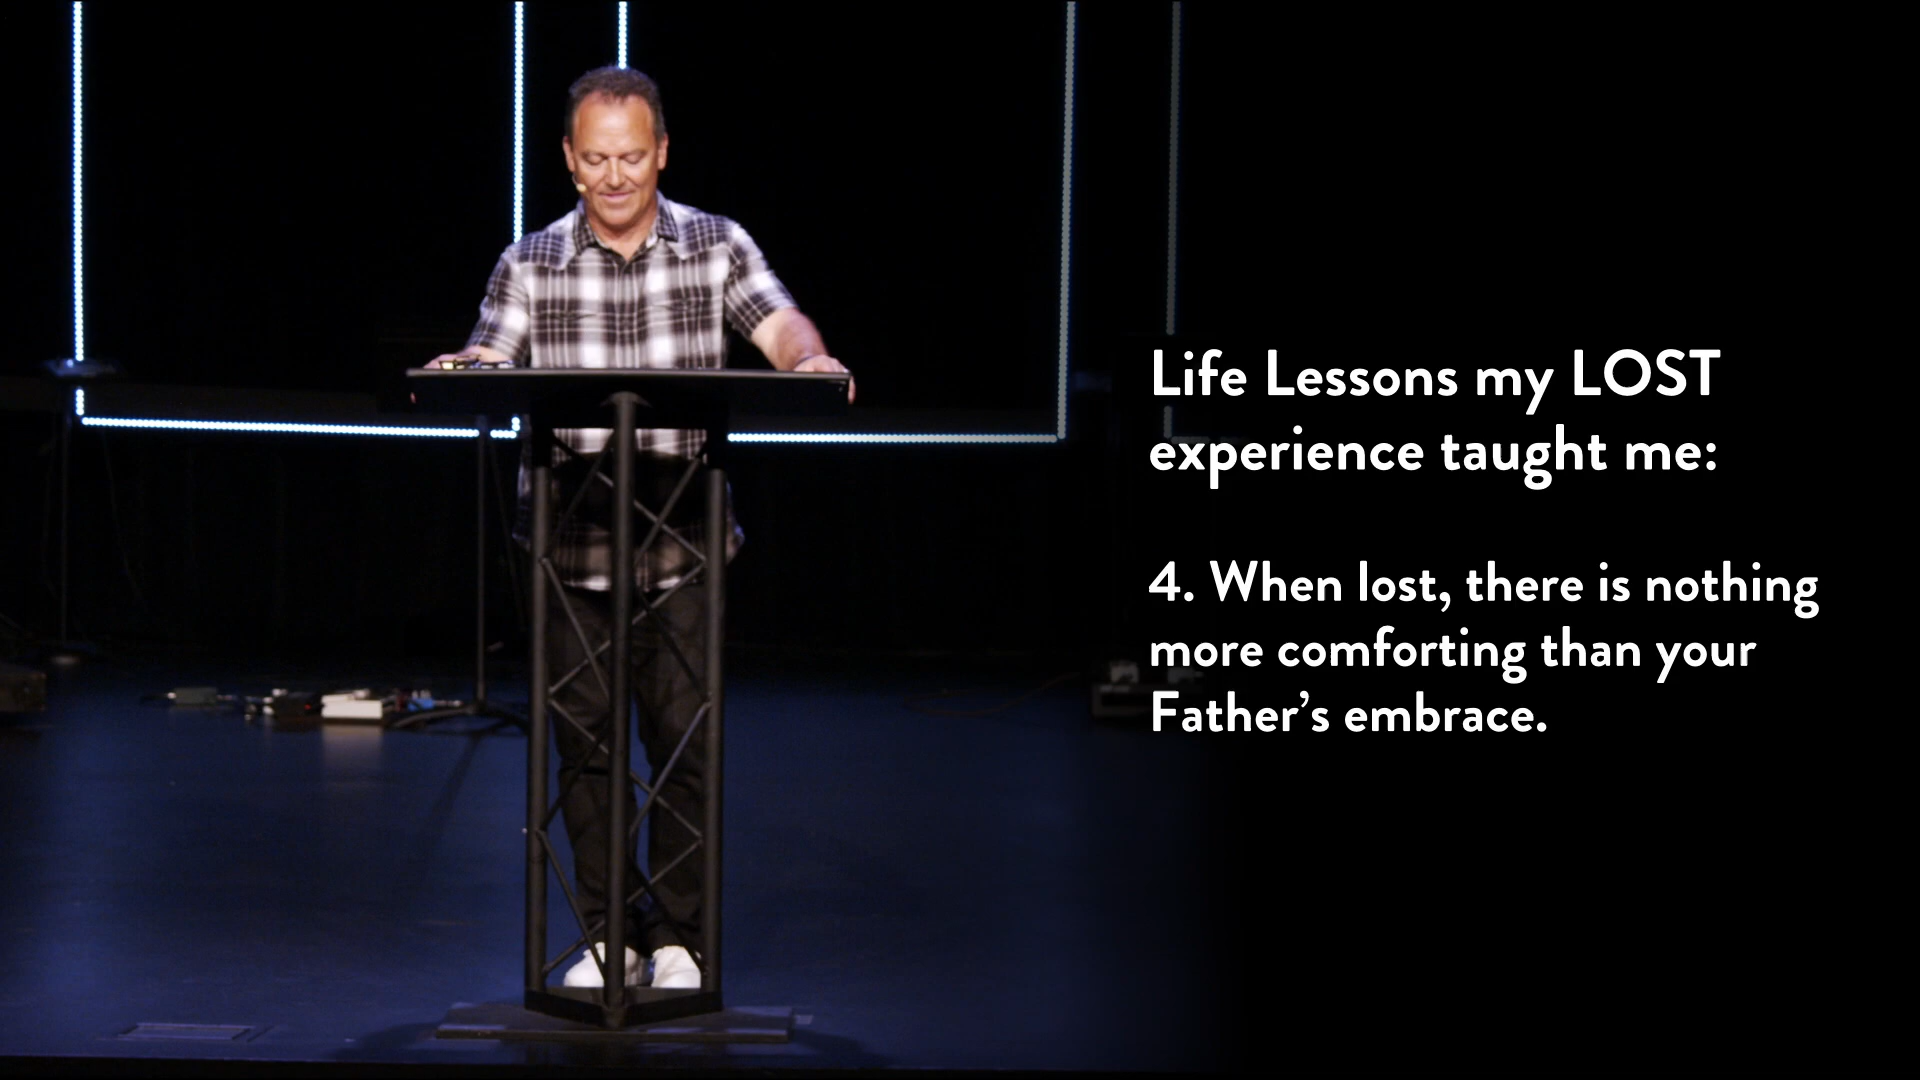 Life Lessons my LOST
experience taught me:
4. When lost, there is nothing
more comforting than your
Father’s embrace.